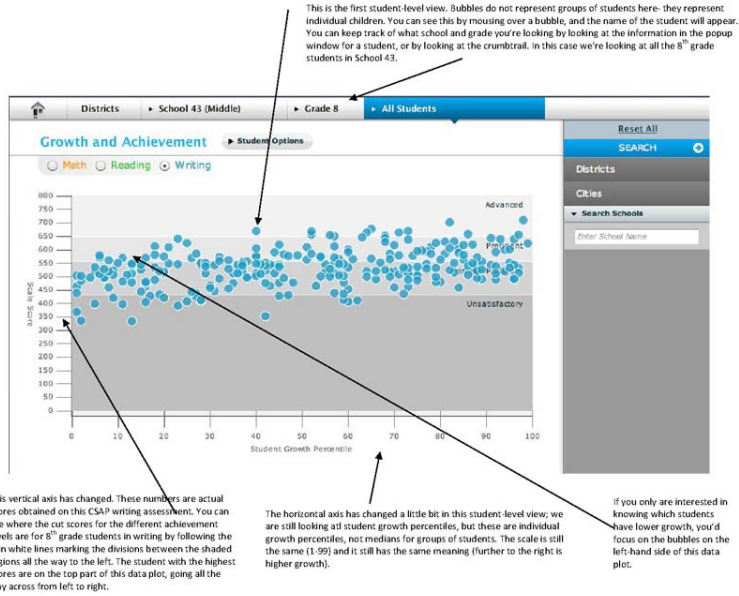 This is the first student-level view. Bubbles do not represent groups of students here- they represent
individual children. You can see this by mousing over a bubble, and the name of the student will appear.
You can keep track of what school and grade you're looking by looking at the information in the popup
window for a student, or by looking at the crumbtrail. In this case we're looking at all the 8th grade
students in School 43.
Districts ▸ School 43 (Middle) ▸ Grade 8 ▸ All Students
Reset All
Growth and Achievement ▸ Student Options
SEARCH
Math Reading Writing
Districts
Cities
Search Schools
Enter School Name
800
750
700
650
600
550
500
450
400
350
300
250
200
150
100
50
0
Scale Score
Advanced
Unsatisfactory
0 10 20 30 40 50 60 70 80 90 100
Student Growth Percentile
is vertical axis has changed. These numbers are actual
ores obtained on this CSAP writing assessment. You can
e where the cut scores for the different achievement
vels are for 8th grade students in writing by following the
in white lines marking the divisions between the shaded
gions all the way to the left. The student with the highest
ores are on the top part of this data plot, going all the
ay across from left to right.
The horizontal axis has changed a little bit in this student-level view; we
are still looking atl student growth percentiles, but these are individual
growth percentiles, not medians for groups of students. The scale is still
the same (1-99) and it still has the same meaning (further to the right is
higher growth).
If you only are interested in
knowing which students
have lower growth, you'd
focus on the bubbles on the
left-hand side of this data
plot.